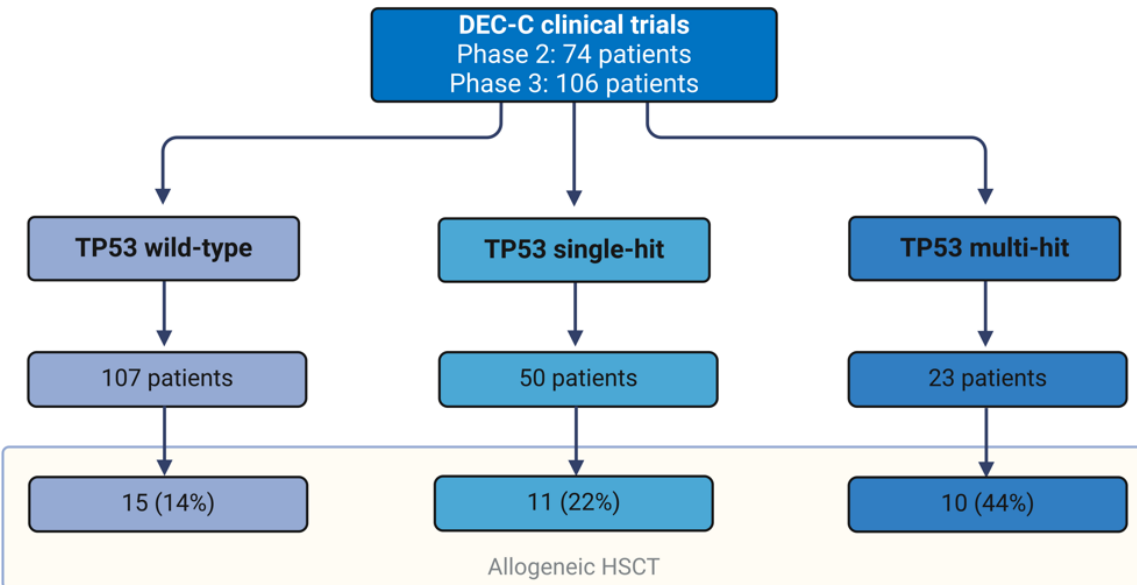 DEC-C clinical trials
Phase 2: 74 patients
Phase 3: 106 patients
TP53 wild-type
TP53 single-hit
TP53 multi-hit
107 patients
50 patients
23 patients
15 (14%)
11 (22%)
10 (44%)
Allogeneic HSCT